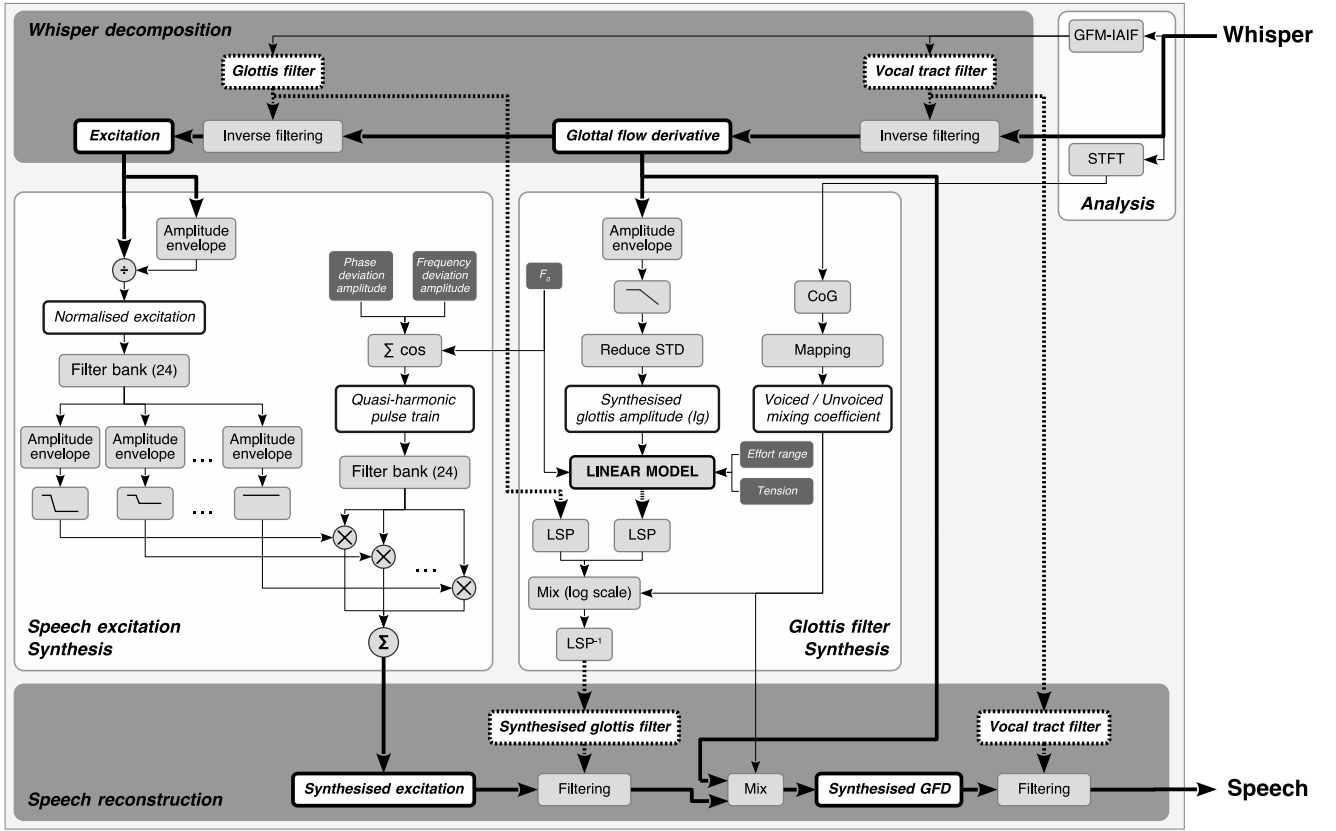 Whisper decomposition
GFM-IAIF
Whisper
Glottis filter
Vocal tract filter
Excitation
Inverse filtering
Glottal flow derivative
Inverse filtering
STFT
Analysis
Amplitude
envelope
÷
Normalised excitation
Filter bank (24)
Amplitude
envelope
Amplitude
envelope
...
Amplitude
envelope
...
Phase
deviation
amplitude
Frequency
deviation
amplitude
∑ cos
Quasi-harmonic
pulse train
Filter bank (24)
...
Σ
Speech excitation
Synthesis
F₀
Amplitude
envelope
Reduce STD
Synthesised
glottis amplitude (Ig)
LINEAR MODEL
Effort range
Tension
CoG
Mapping
Voiced / Unvoiced
mixing coefficient
LSP
LSP
Mix (log scale)
LSP⁻¹
Glottis filter
Synthesis
Synthesised glottis filter
Vocal tract filter
Synthesised excitation
Filtering
Mix
Synthesised GFD
Filtering
Speech
Speech reconstruction